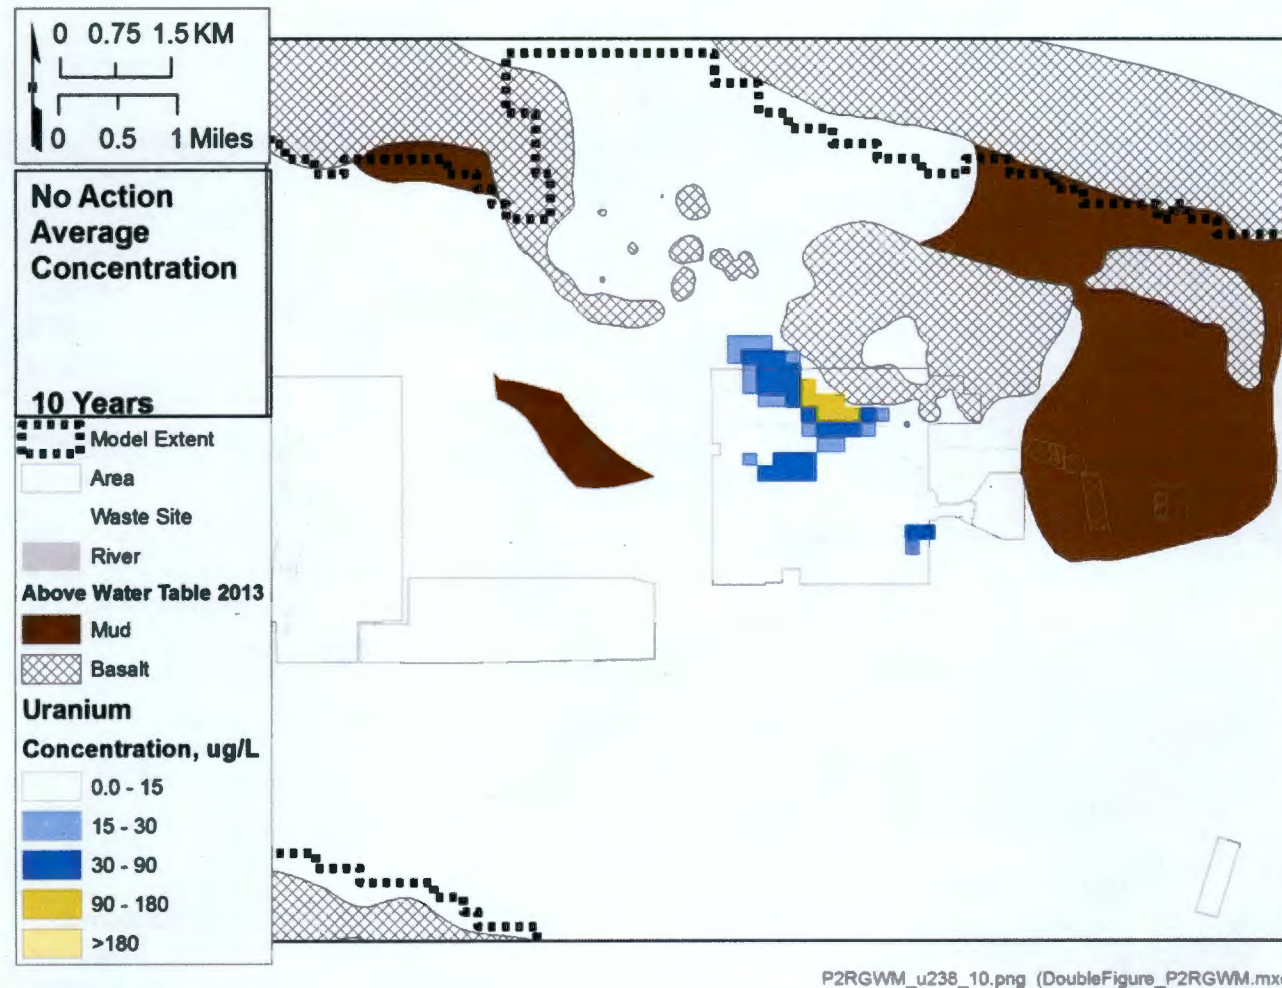 0 0.75 1.5 KM
0 0.5 1 Miles
No Action
Average
Concentration
10 Years
Model Extent
Area
Waste Site
River
Above Water Table 2013
Mud
Basalt
Uranium
Concentration, ug/L
0.0 - 15
15 - 30
30 - 90
90 - 180
>180
P2RGWM_u238_10.png (DoubleFigure_P2RGWM.mx